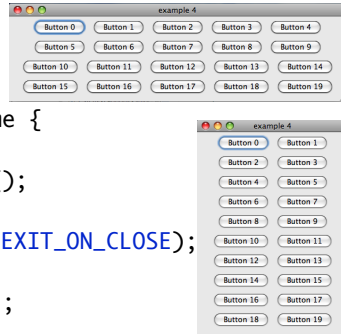 example 4
Button 0 Button 1 Button 2 Button 3 Button 4
Button 5 Button 6 Button 7 Button 8 Button 9
Button 10 Button 11 Button 12 Button 13 Button 14
Button 15 Button 16 Button 17 Button 18 Button 19
e {
);
EXIT_ON_CLOSE);
;
example 4
Button 0 Button 1
Button 2 Button 3
Button 4 Button 5
Button 6 Button 7
Button 8 Button 9
Button 10 Button 11
Button 12 Button 13
Button 14 Button 15
Button 16 Button 17
Button 18 Button 19